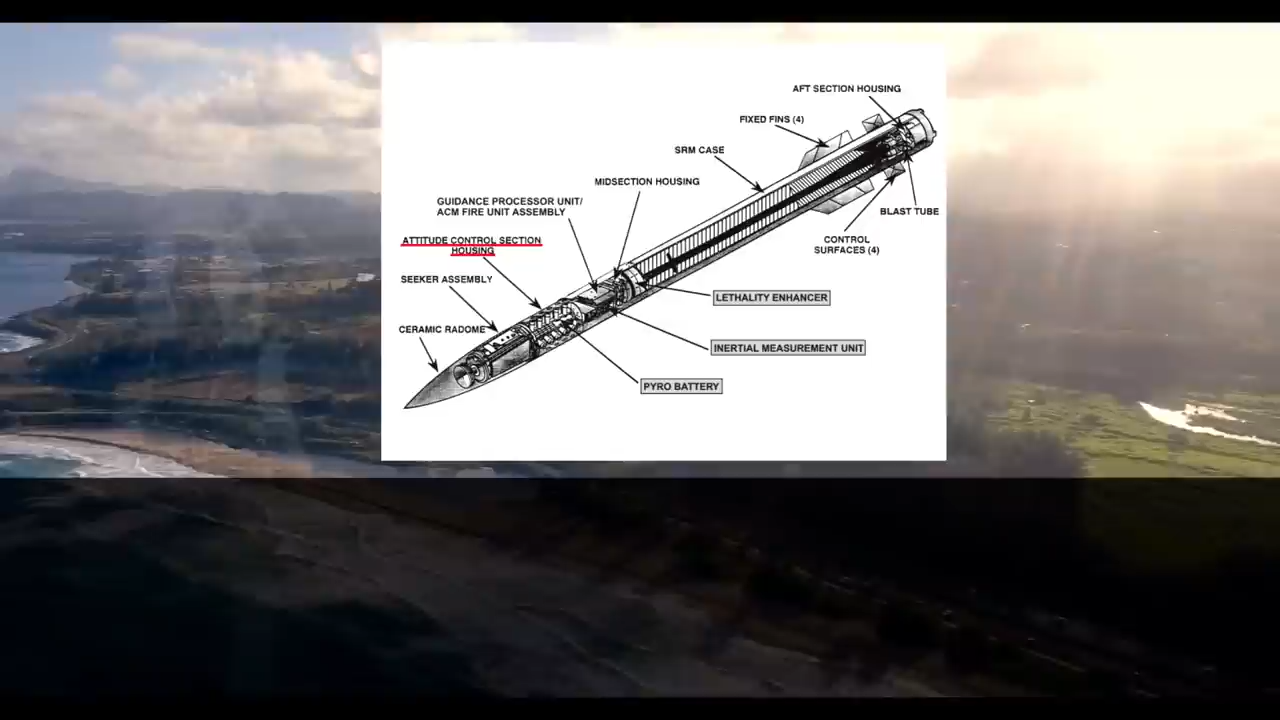 AFT SECTION HOUSING
FIXED FINS (4)
SRM CASE
MIDSECTION HOUSING
GUIDANCE PROCESSOR UNIT/
ACM FIRE UNIT ASSEMBLY
BLAST TUBE
ATTITUDE CONTROL SECTION
HOUSING
CONTROL
SURFACES (4)
SEEKER ASSEMBLY
LETHALITY ENHANCER
CERAMIC RADOME
INERTIAL MEASUREMENT UNIT
PYRO BATTERY